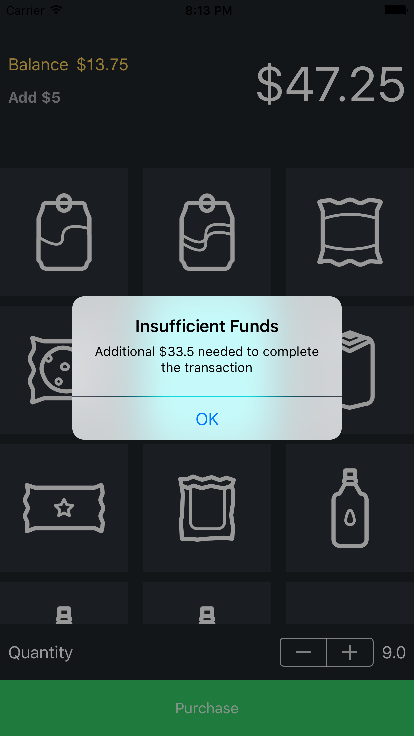 Carrier 8:13 PM
Balance $13.75
Add $5
$47.25
Insufficient Funds
Additional $33.5 needed to complete
the transaction
OK
Quantity
9.0
Purchase